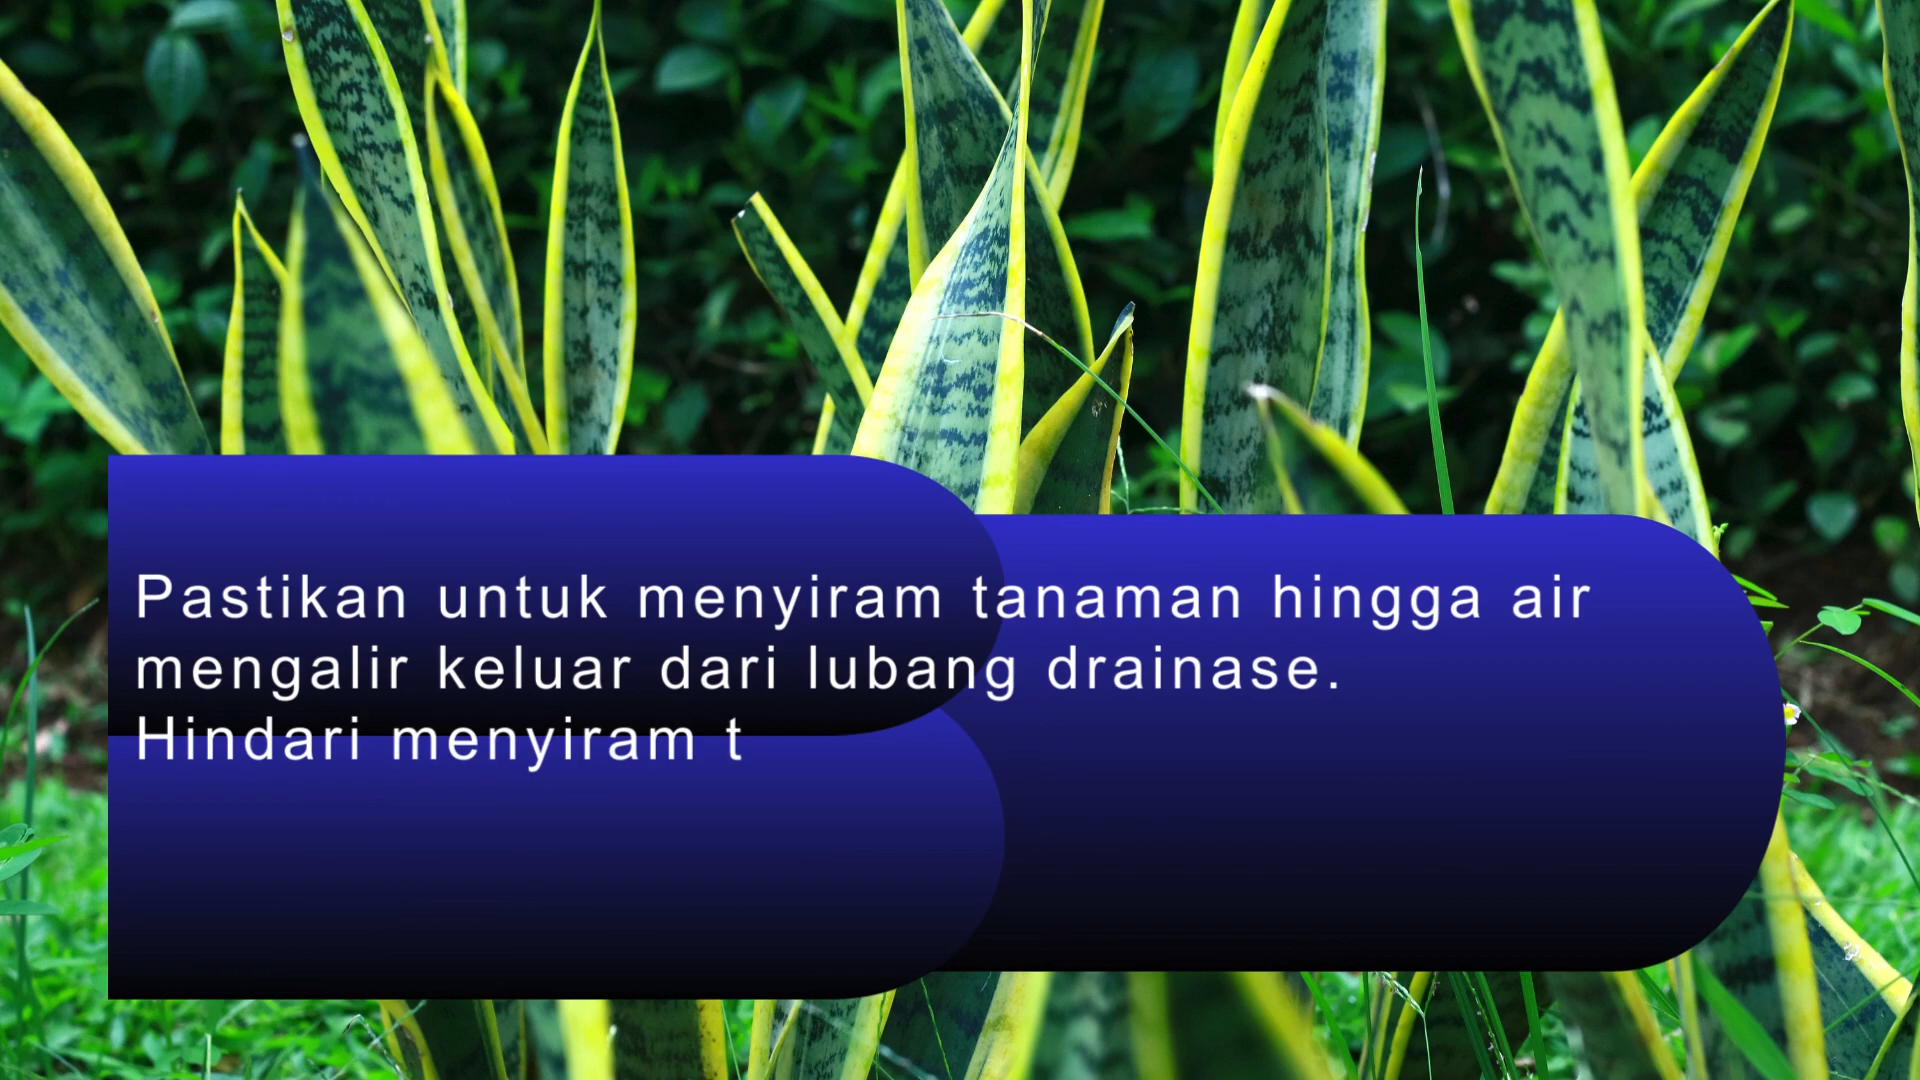 Pastikan untuk menyiram tanaman hingga air
mengalir keluar dari lubang drainase.
Hindari menyiram t